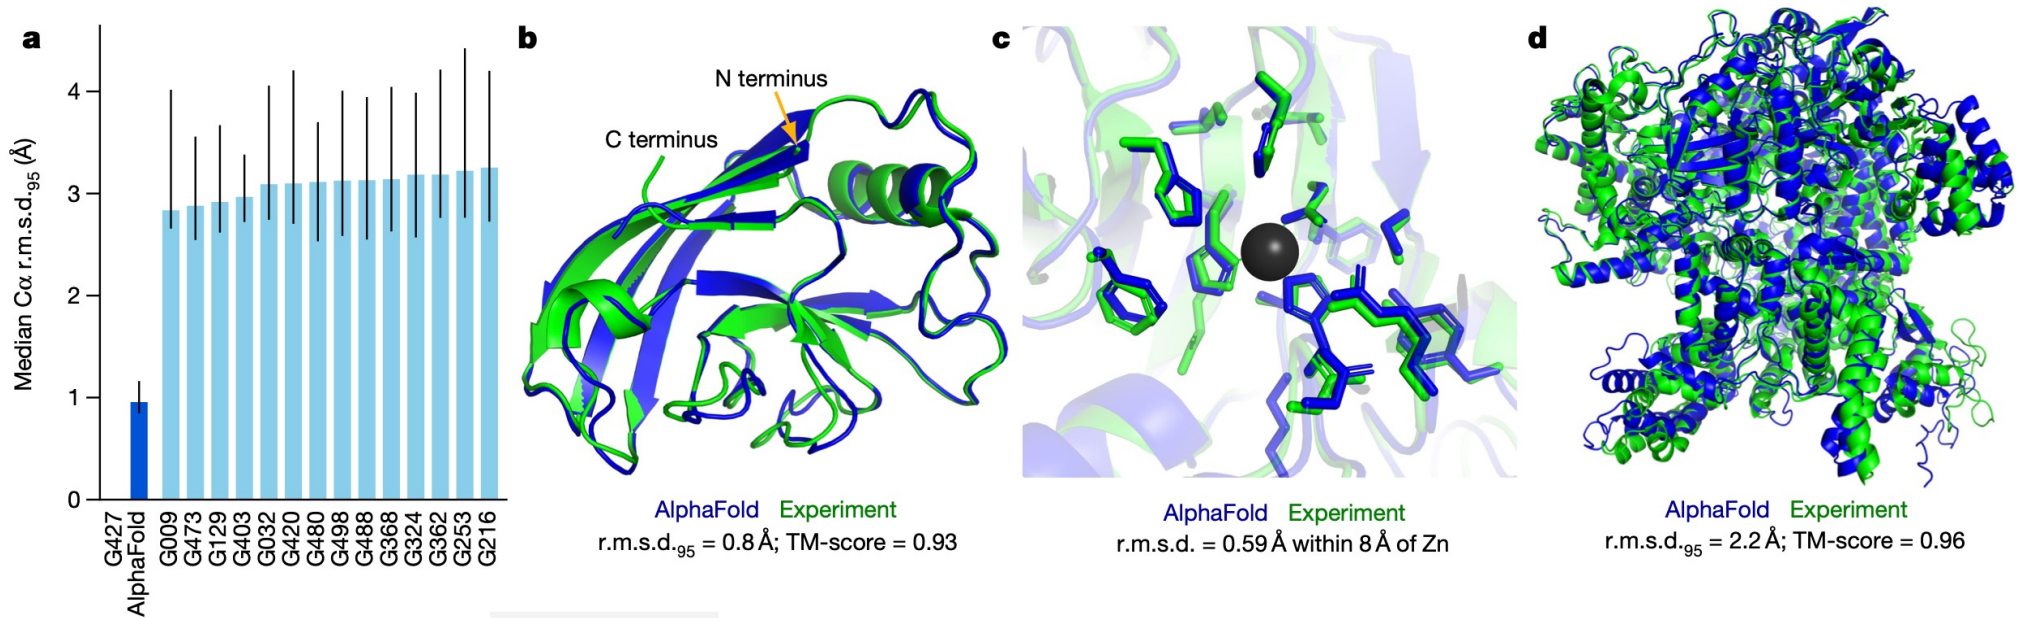 a
Median Cα r.m.s.d.95 (Å)
4
3
2
1
0
G427
AlphaFold
G009
G473
G129
G403
G032
G420
G480
G498
G488
G368
G324
G362
G253
G216
b
N terminus
C terminus
AlphaFold Experiment
r.m.s.d.95 = 0.8 Å; TM-score = 0.93
c
AlphaFold Experiment
r.m.s.d. = 0.59 Å within 8 Å of Zn
d
AlphaFold Experiment
r.m.s.d.95 = 2.2 Å; TM-score = 0.96